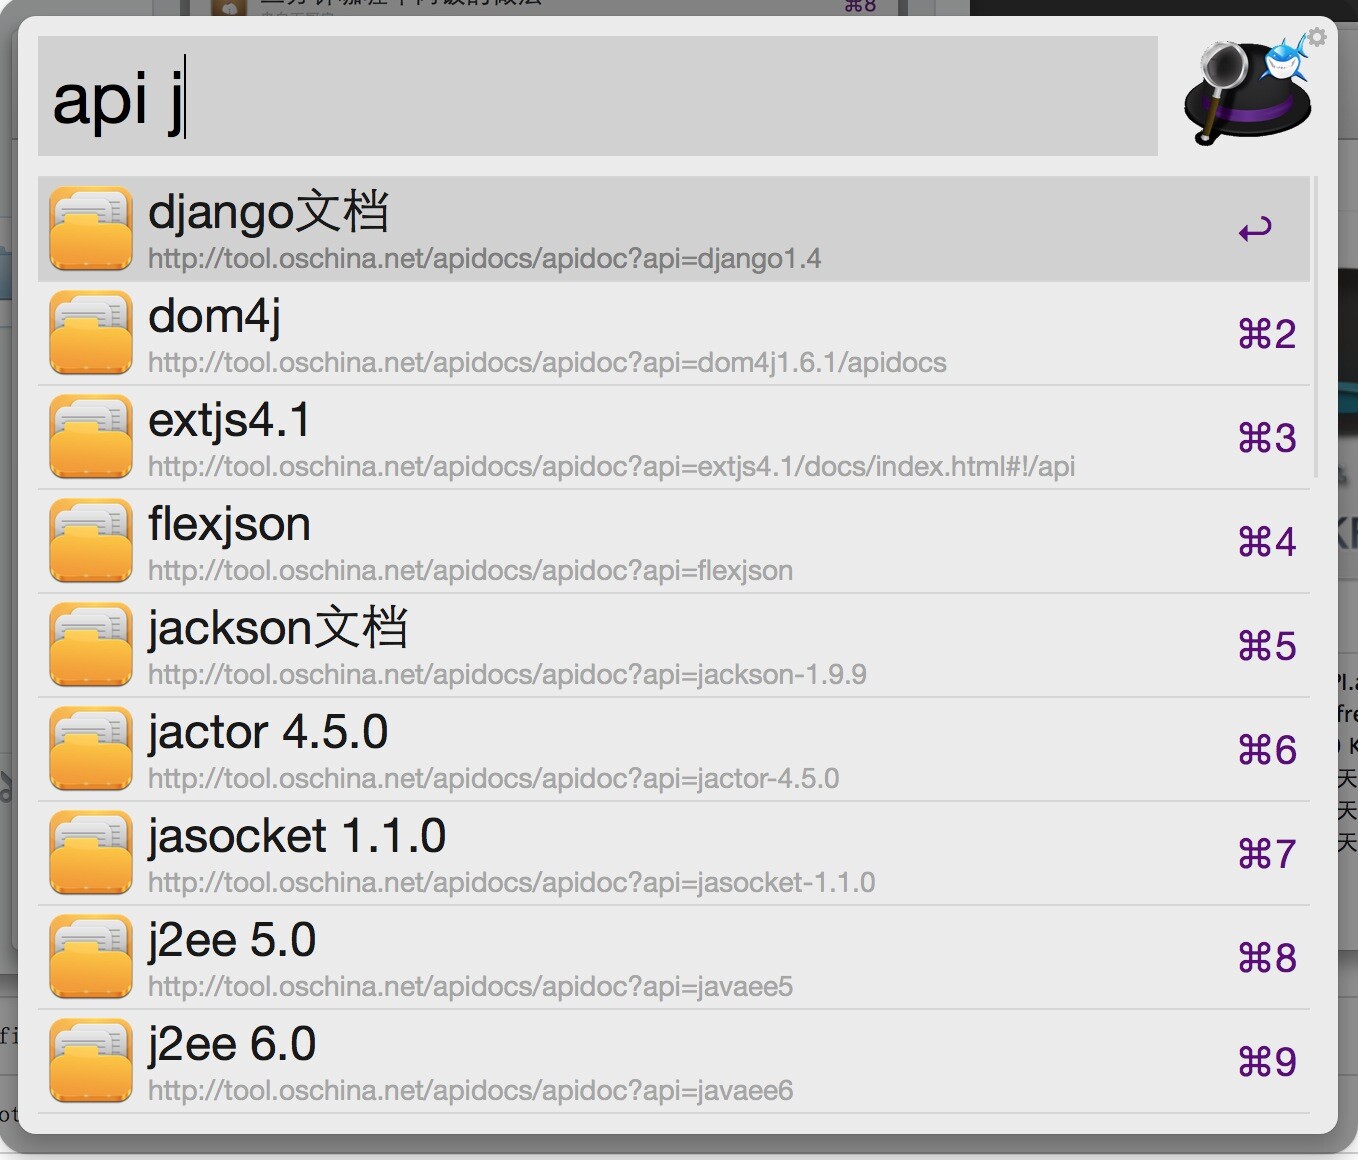 ⌘8
api j
django文档
http://tool.oschina.net/apidocs/apidoc?api=django1.4
↩
dom4j
http://tool.oschina.net/apidocs/apidoc?api=dom4j1.6.1/apidocs
⌘2
extjs4.1
http://tool.oschina.net/apidocs/apidoc?api=extjs4.1/docs/index.html#!/api
⌘3
flexjson
http://tool.oschina.net/apidocs/apidoc?api=flexjson
⌘4
jackson文档
http://tool.oschina.net/apidocs/apidoc?api=jackson-1.9.9
⌘5
jactor 4.5.0
http://tool.oschina.net/apidocs/apidoc?api=jactor-4.5.0
⌘6
jasocket 1.1.0
http://tool.oschina.net/apidocs/apidoc?api=jasocket-1.1.0
⌘7
j2ee 5.0
http://tool.oschina.net/apidocs/apidoc?api=javaee5
⌘8
j2ee 6.0
http://tool.oschina.net/apidocs/apidoc?api=javaee6
⌘9
天
天
天